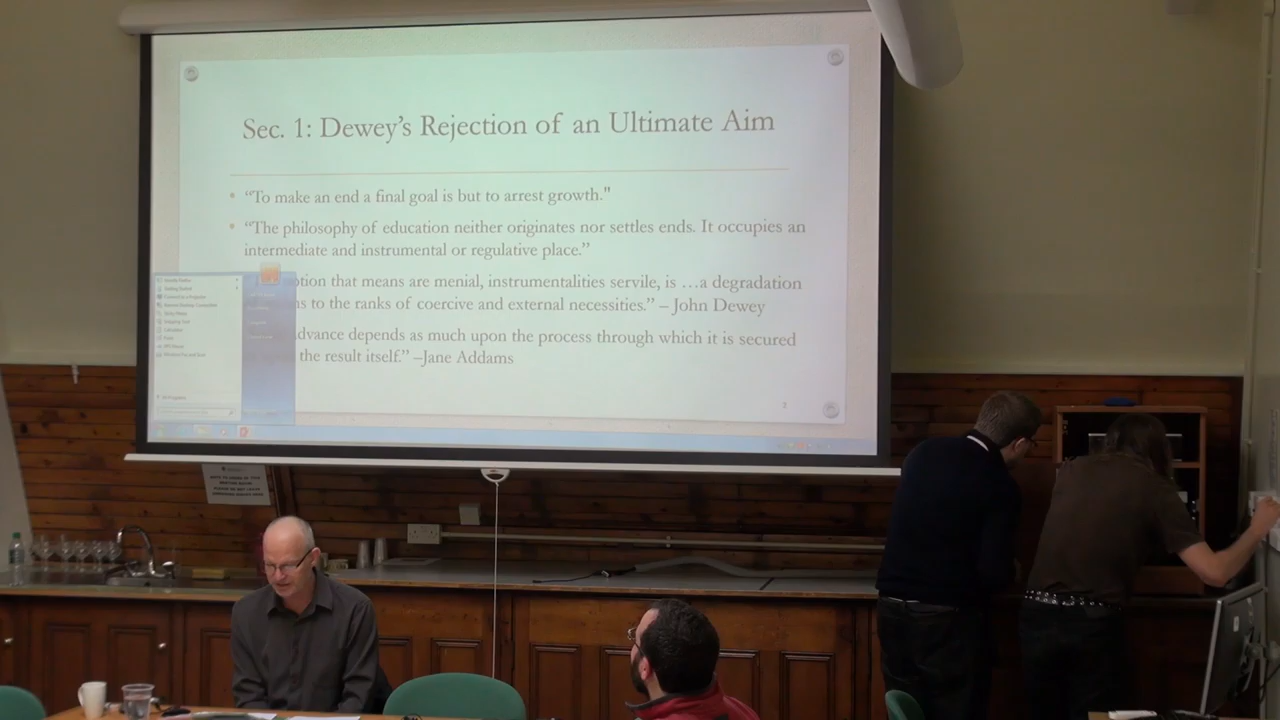 Sec. 1: Dewey’s Rejection of an Ultimate Aim
• “To make an end a final goal is but to arrest growth."
• “The philosophy of education neither originates nor settles ends. It occupies an
intermediate and instrumental or regulative place.”
that means are menial, instrumentalities servile, is …a degradation
to the ranks of coercive and external necessities.” – John Dewey
depends as much upon the process through which it is secured
the result itself.” –Jane Addams
2